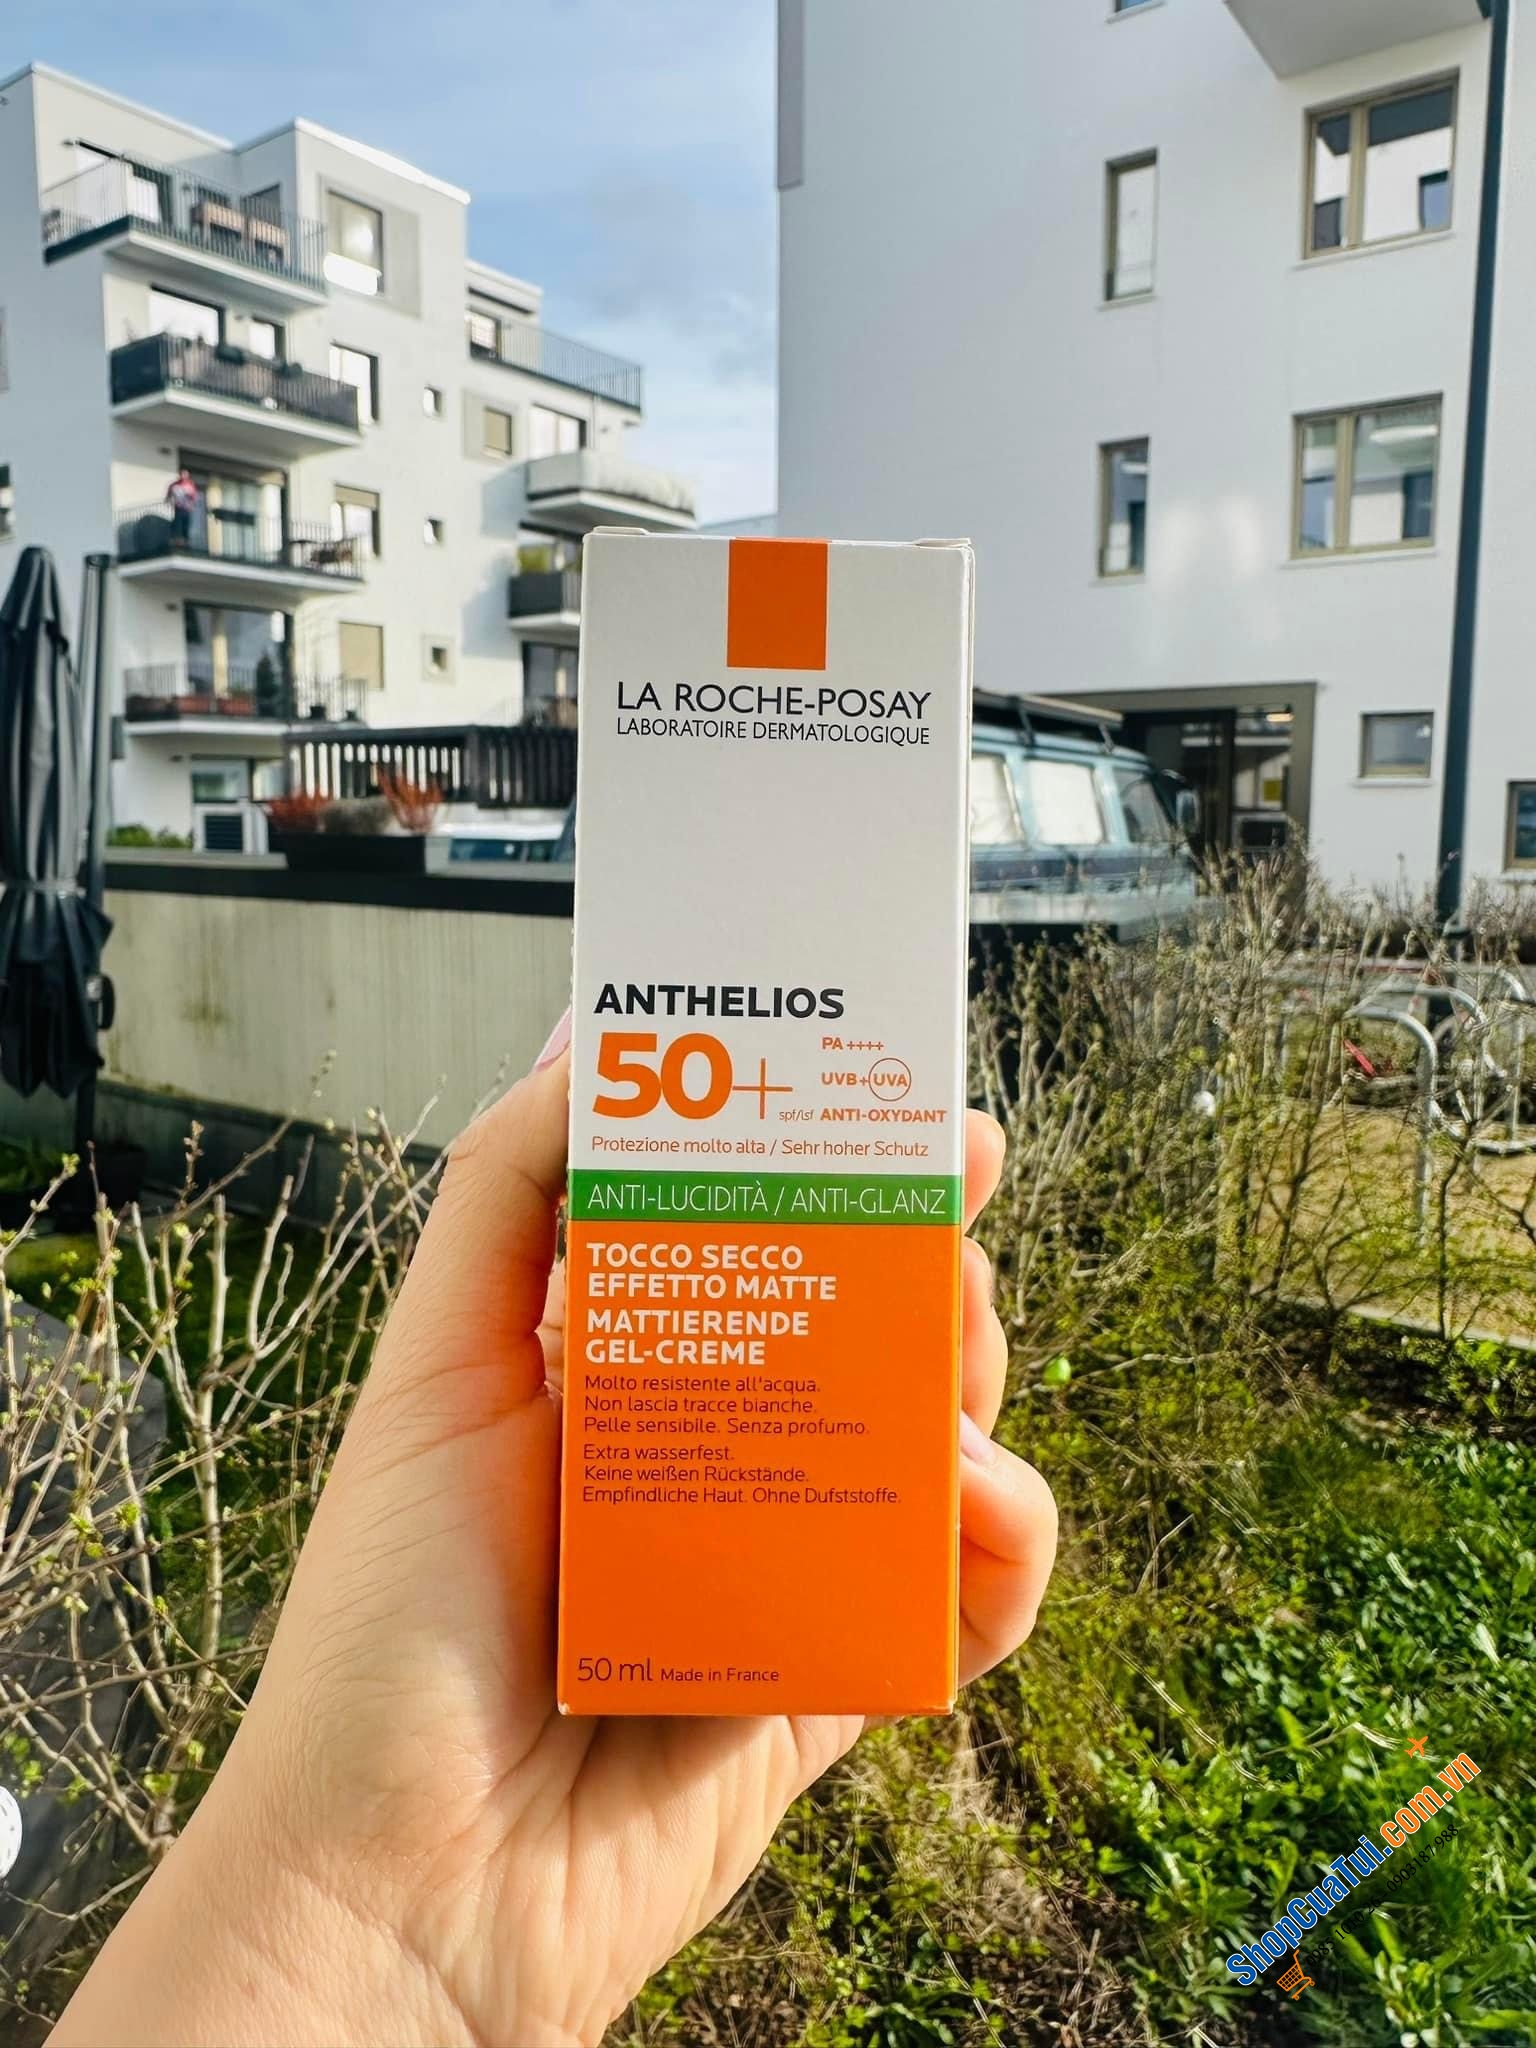 LA ROCHE-POSAY
LABORATOIRE DERMATOLOGIQUE
ANTHELIOS
50+
spf/lsf
PA ++++
UVB+UVA
ANTI-OXYDANT
Protezione molto alta / Sehr hoher Schutz
ANTI-LUCIDITÀ / ANTI-GLANZ
TOCCO SECCO
EFFETTO MATTE
MATTIERENDE
GEL-CREME
Molto resistente all'acqua.
Non lascia tracce bianche.
Pelle sensibile. Senza profumo.
Extra wasserfest.
Keine weißen Rückstände.
Empfindliche Haut. Ohne Dufststoffe.
50 ml Made in France
ShopCuaTui.com.vn
0903187988